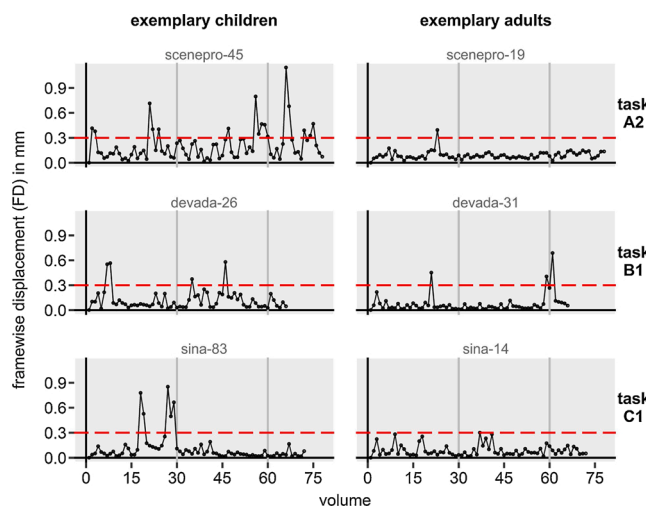 exemplary children
exemplary adults
scenepro-45
scenepro-19
0.9
0.6
0.3
0.0
task
A2
devada-26
devada-31
0.9
0.6
0.3
0.0
task
B1
sina-83
sina-14
0.9
0.6
0.3
0.0
task
C1
framewise displacement (FD) in mm
0 15 30 45 60 75
0 15 30 45 60 75
volume